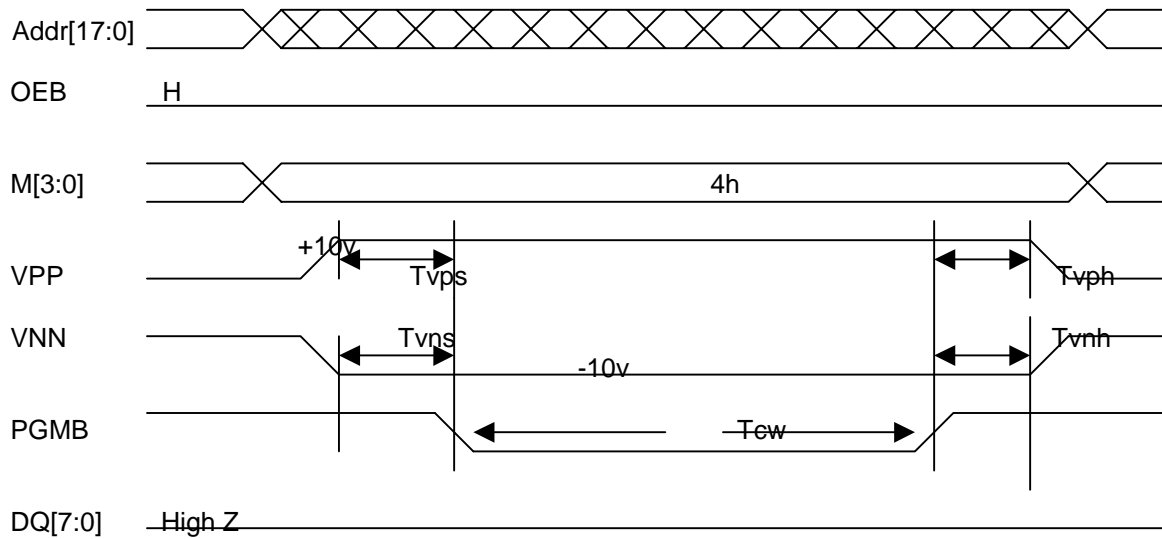 Addr[17:0]
OEB H
M[3:0] 4h
+10v
VPP Tvps Tvph
VNN Tvns Tvnh
-10v
PGMB Tcw
DQ[7:0] High Z